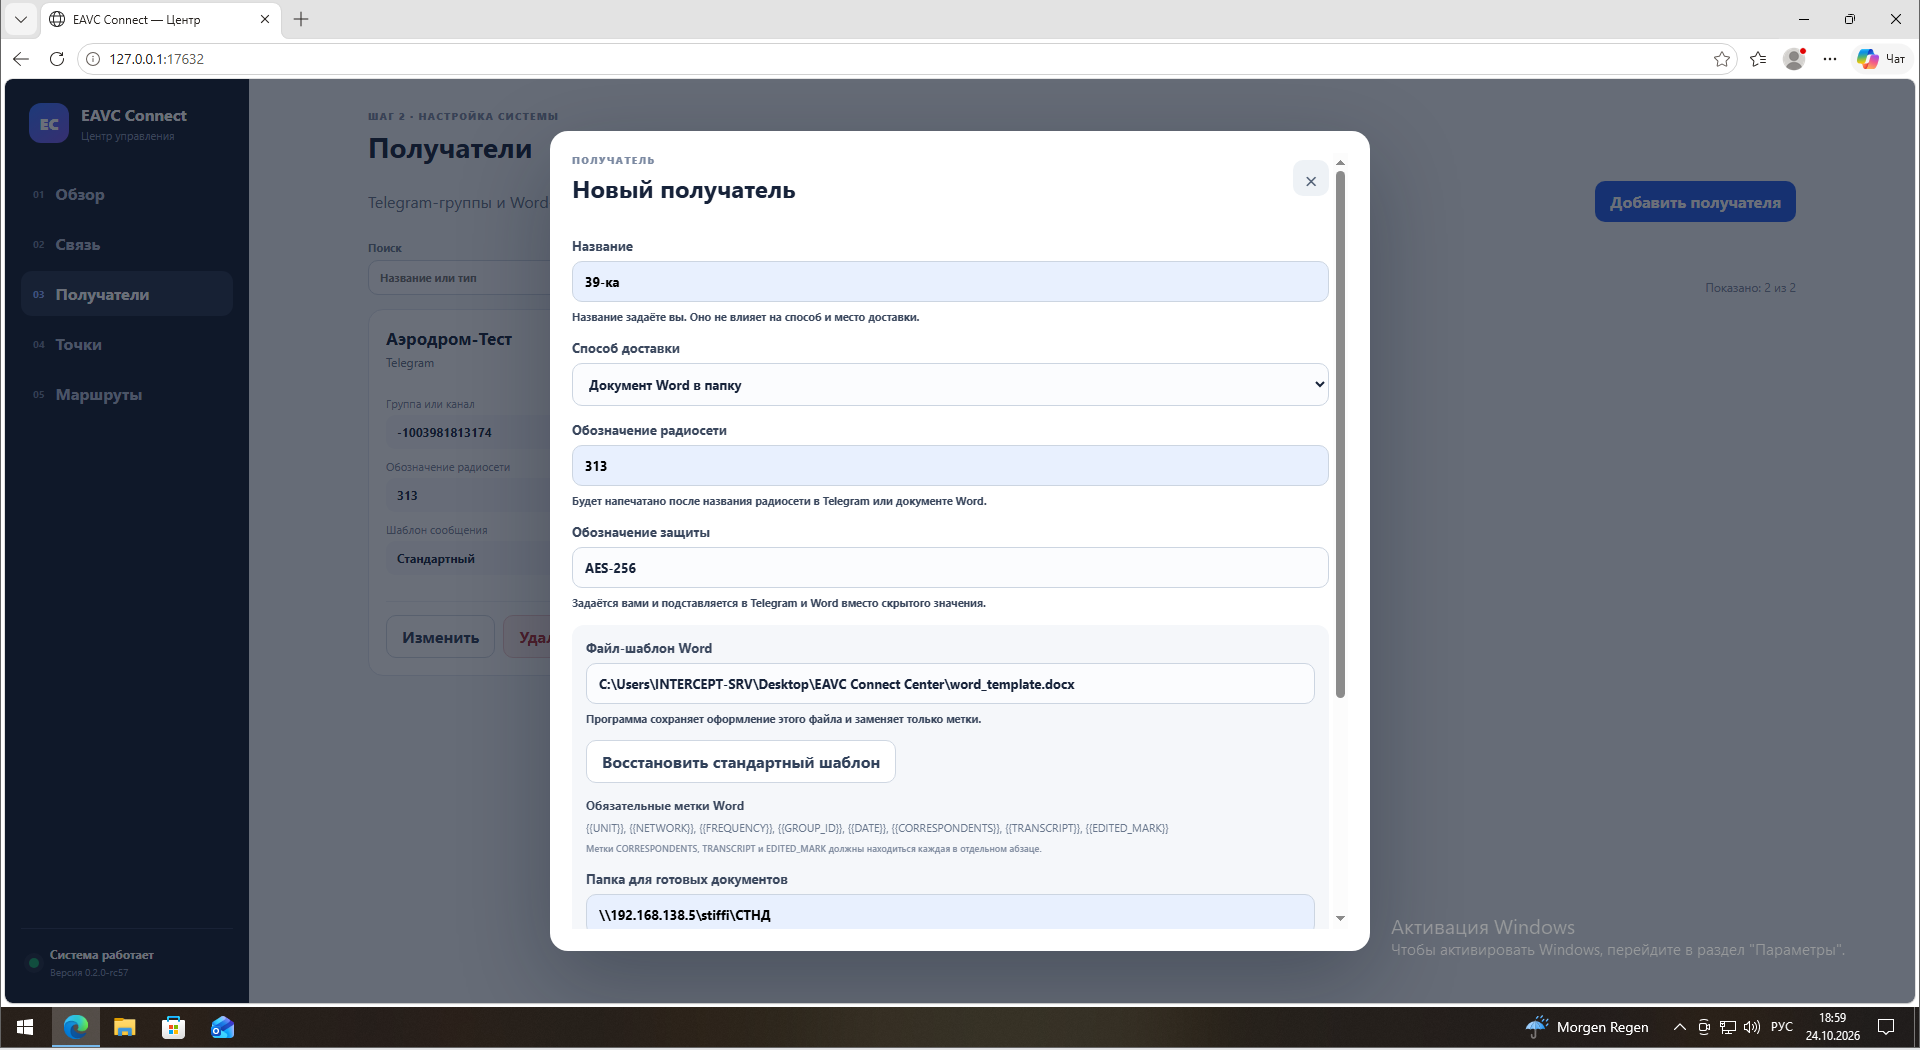 EAVC Connect — Центр
127.0.0.1:17632
Чат
EC
EAVC Connect
Центр управления
01 Обзор
02 Связь
03 Получатели
04 Точки
05 Маршруты
Система работает
Версия 0.2.0-rc57
ШАГ 2 • НАСТРОЙКА СИСТЕМЫ
Получатели
Telegram-группы и Word
Добавить получателя
Поиск
Название или тип
Показано: 2 из 2
Аэродром-Тест
Telegram
Группа или канал
-1003981813174
Обозначение радиосети
313
Шаблон сообщения
Стандартный
Изменить
Удал
ПОЛУЧАТЕЛЬ
Новый получатель
Название
39-ка
Название задаёте вы. Оно не влияет на способ и место доставки.
Способ доставки
Документ Word в папку
Обозначение радиосети
313
Будет напечатано после названия радиосети в Telegram или документе Word.
Обозначение защиты
AES-256
Задаётся вами и подставляется в Telegram и Word вместо скрытого значения.
Файл-шаблон Word
C:\Users\INTERCEPT-SRV\Desktop\EAVC Connect Center\word_template.docx
Программа сохраняет оформление этого файла и заменяет только метки.
Восстановить стандартный шаблон
Обязательные метки Word
{{UNIT}}, {{NETWORK}}, {{FREQUENCY}}, {{GROUP_ID}}, {{DATE}}, {{CORRESPONDENTS}}, {{TRANSCRIPT}}, {{EDITED_MARK}}
Метки CORRESPONDENTS, TRANSCRIPT и EDITED_MARK должны находиться каждая в отдельном абзаце.
Папка для готовых документов
\\192.168.138.5\stiffi\СТНД
Активация Windows
Чтобы активировать Windows, перейдите в раздел "Параметры".
Morgen Regen
РУС
18:59
24.10.2026